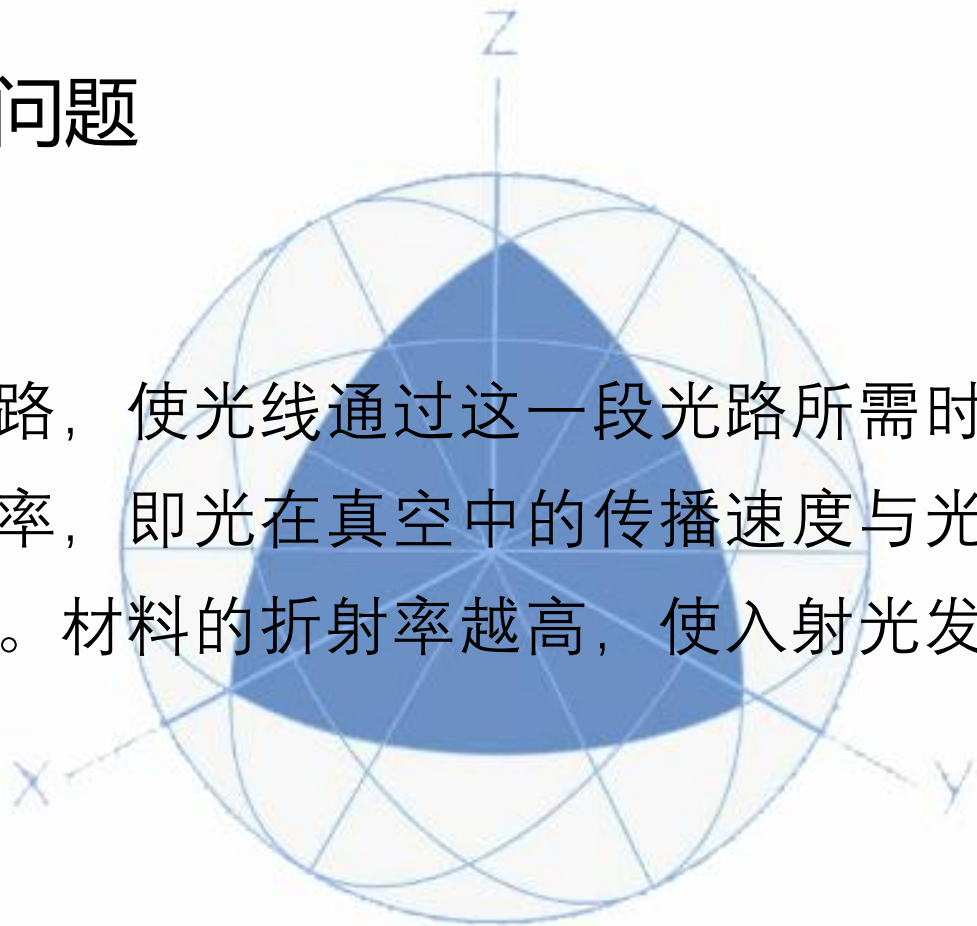 Z
问题
路，使光线通过这一段光路所需时
率，即光在真空中的传播速度与光
。材料的折射率越高，使入射光发
X
Y